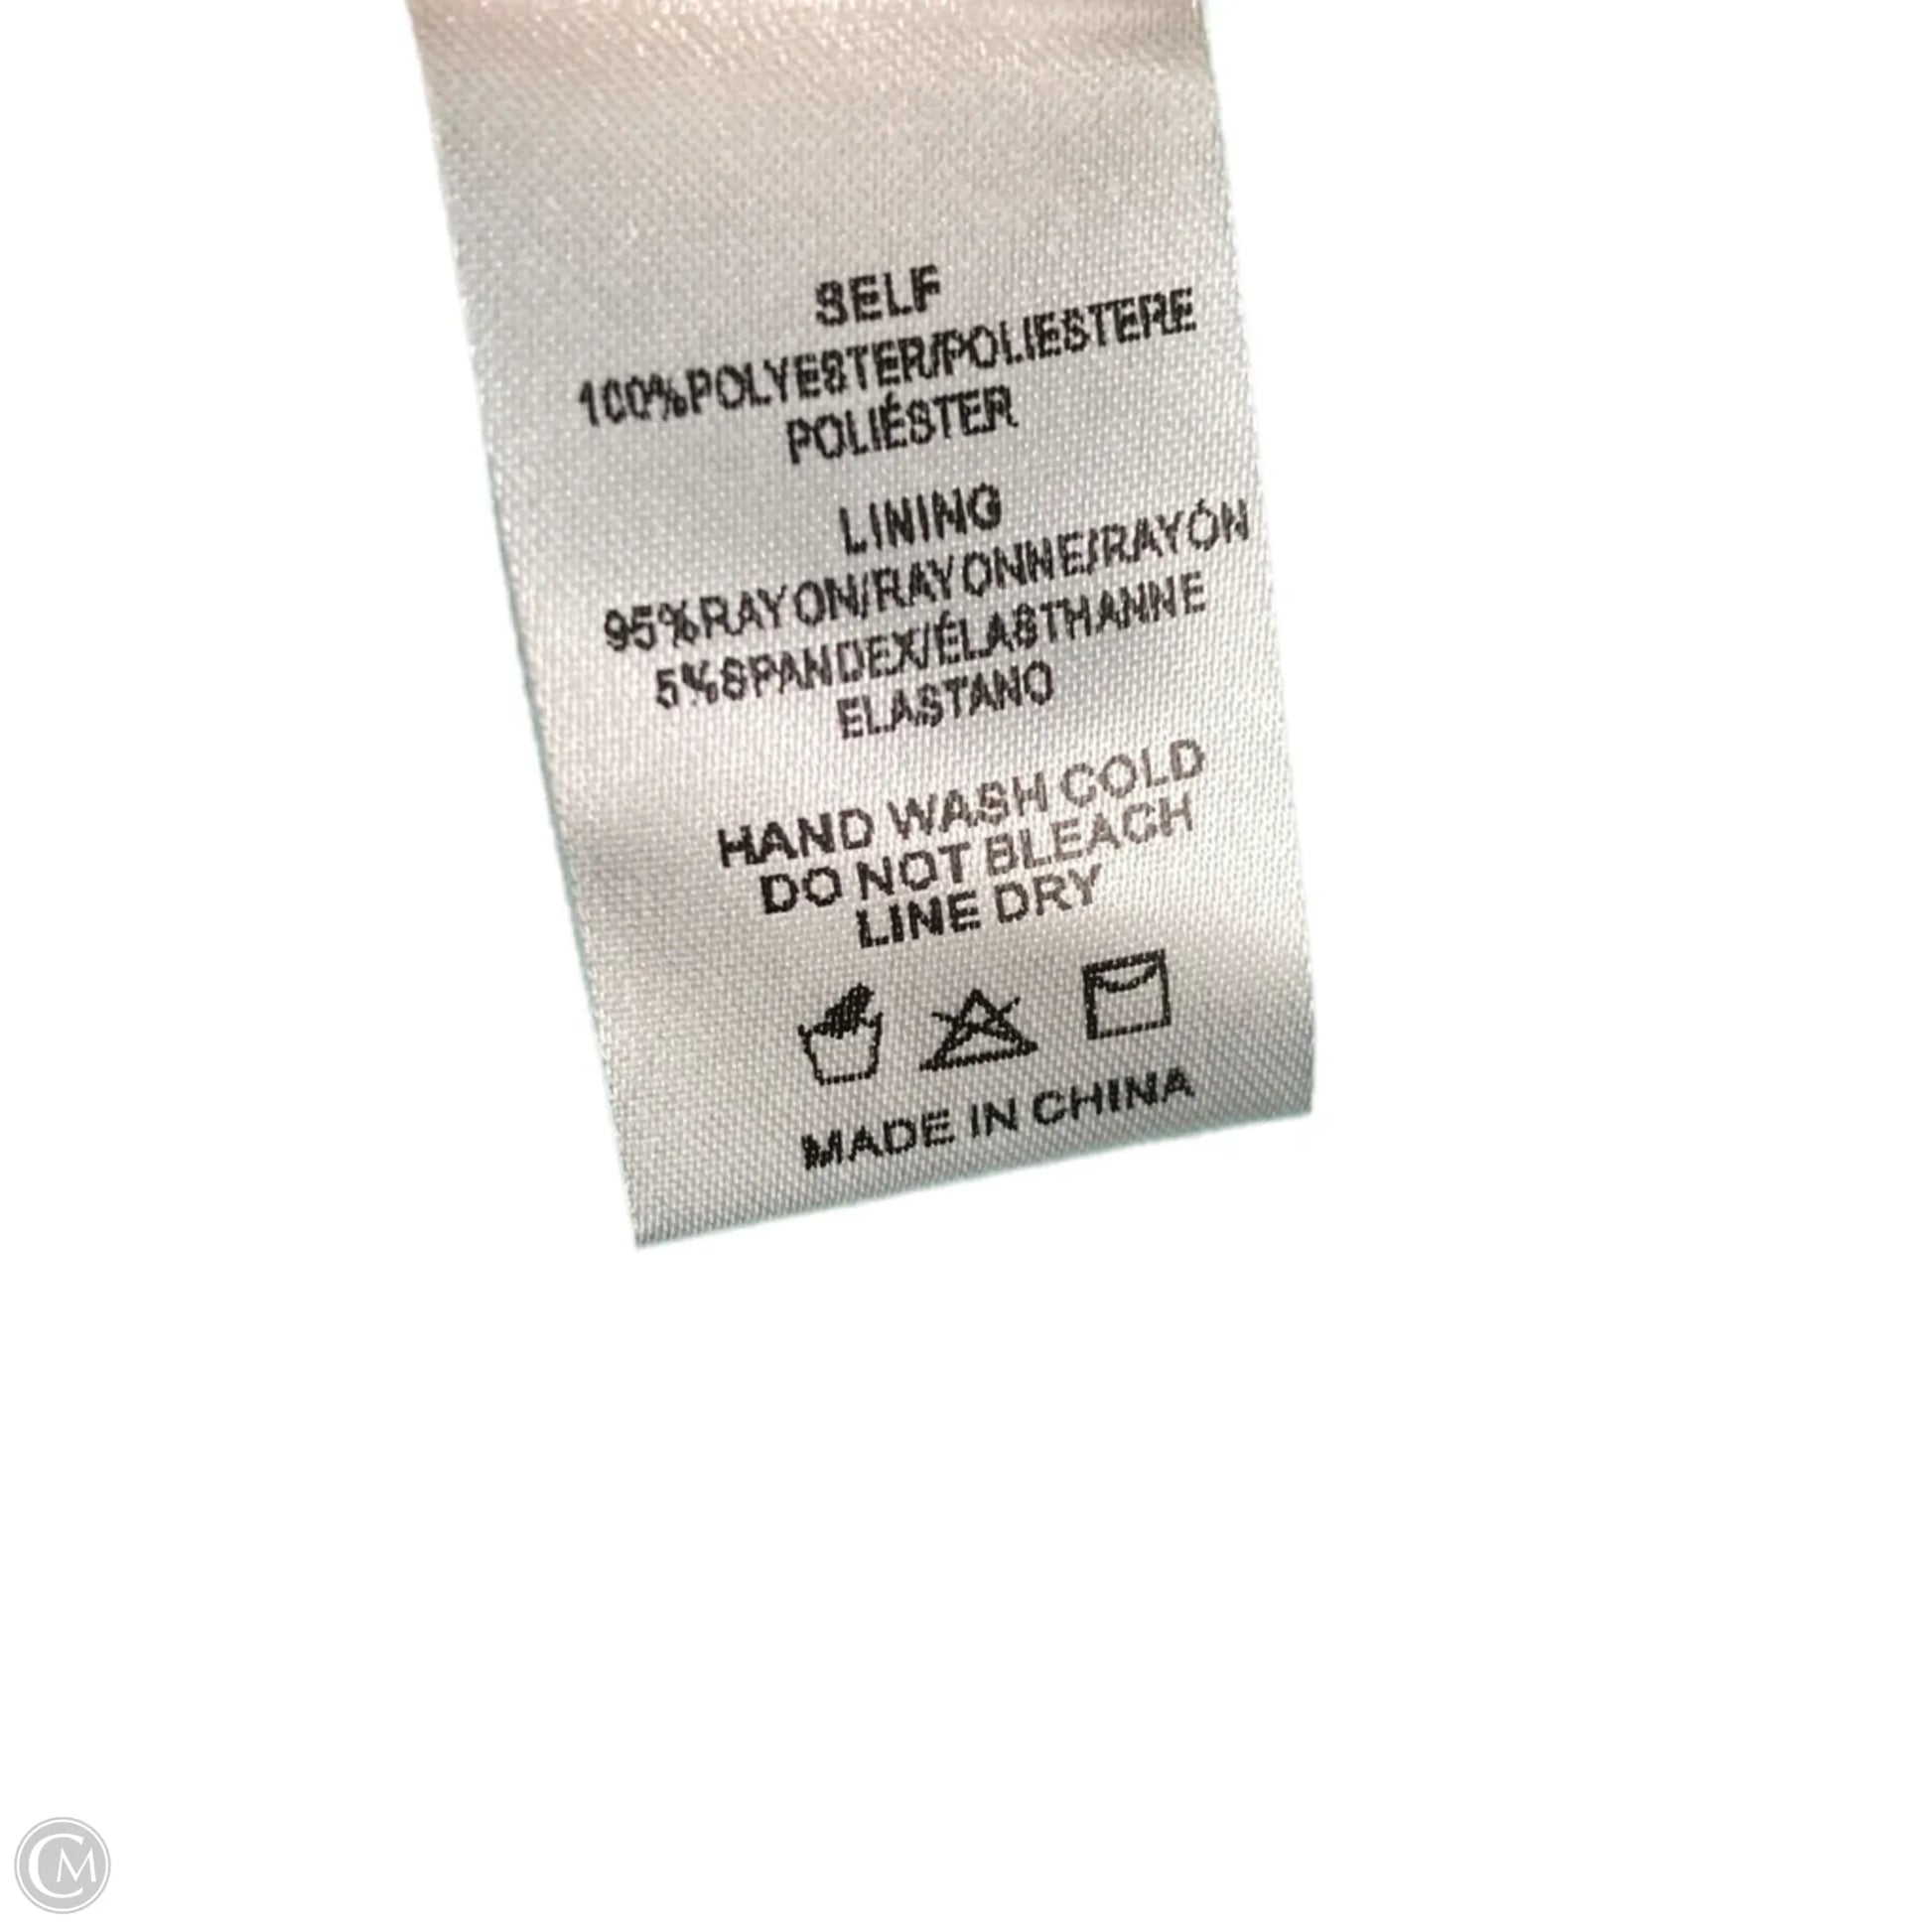 SELF
100%POLYESTER/POLIESTERE
POLIÉSTER
LINING
95%RAYON/RAYONNE/RAYÓN
5%SPANDEX/ÉLASTHANNE
ELASTANO
HAND WASH COLD
DO NOT BLEACH
LINE DRY
MADE IN CHINA
CM